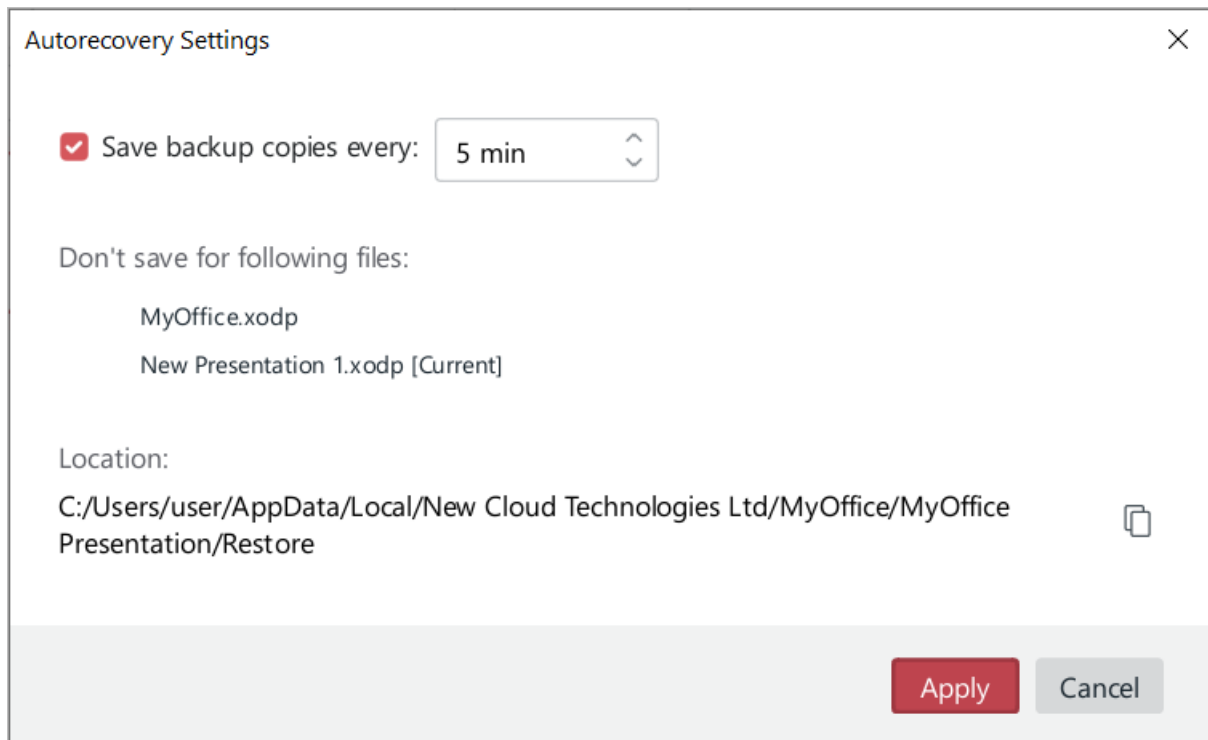 Autorecovery Settings
Save backup copies every:
5 min
Don't save for following files:
MyOffice.xodp
New Presentation 1.xodp [Current]
Location:
C:/Users/user/AppData/Local/New Cloud Technologies Ltd/MyOffice/MyOffice
Presentation/Restore
Apply
Cancel